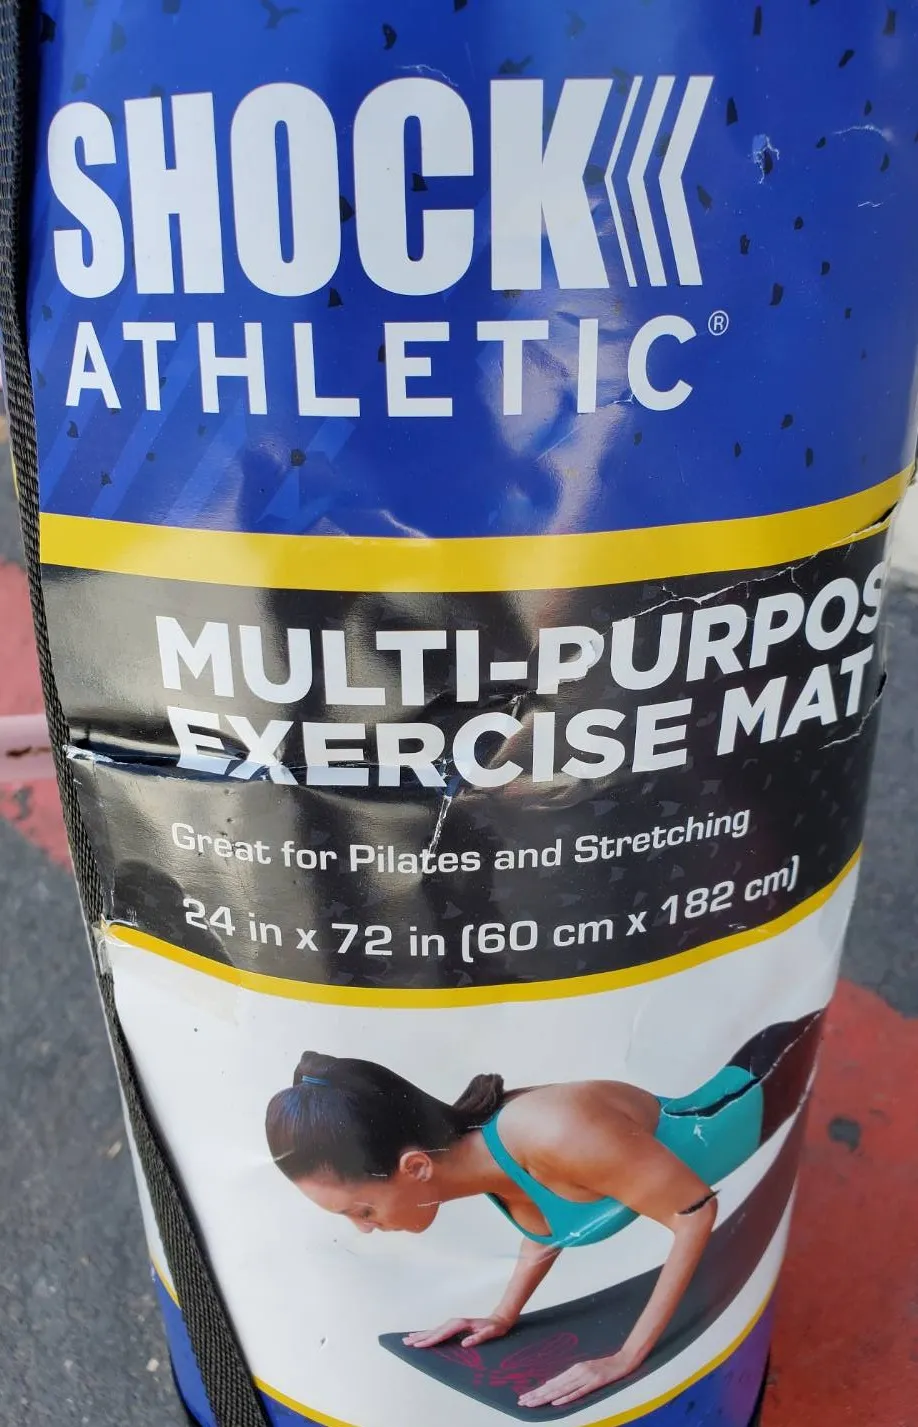 SHOCK
ATHLETIC®
MULTI-PURPOS
EXERCISE MAT
Great for Pilates and Stretching
24 in x 72 in (60 cm x 182 cm)